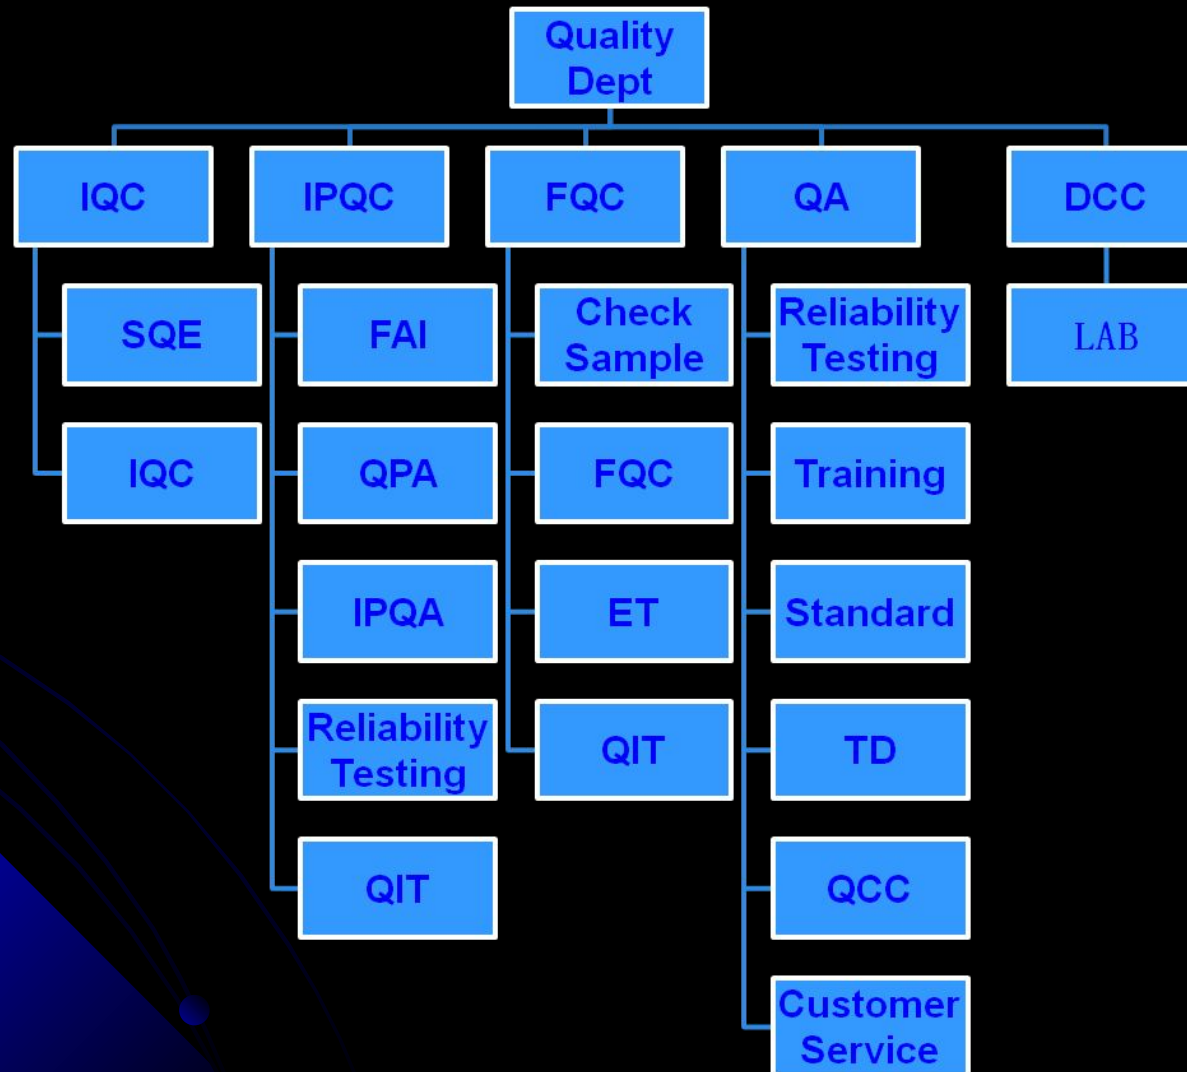 Quality
Dept
IQC
IPQC
FQC
QA
DCC
SQE
FAI
Check
Sample
Reliability
Testing
LAB
IQC
QPA
FQC
Training
IPQA
ET
Standard
Reliability
Testing
QIT
TD
QIT
QCC
Customer
Service